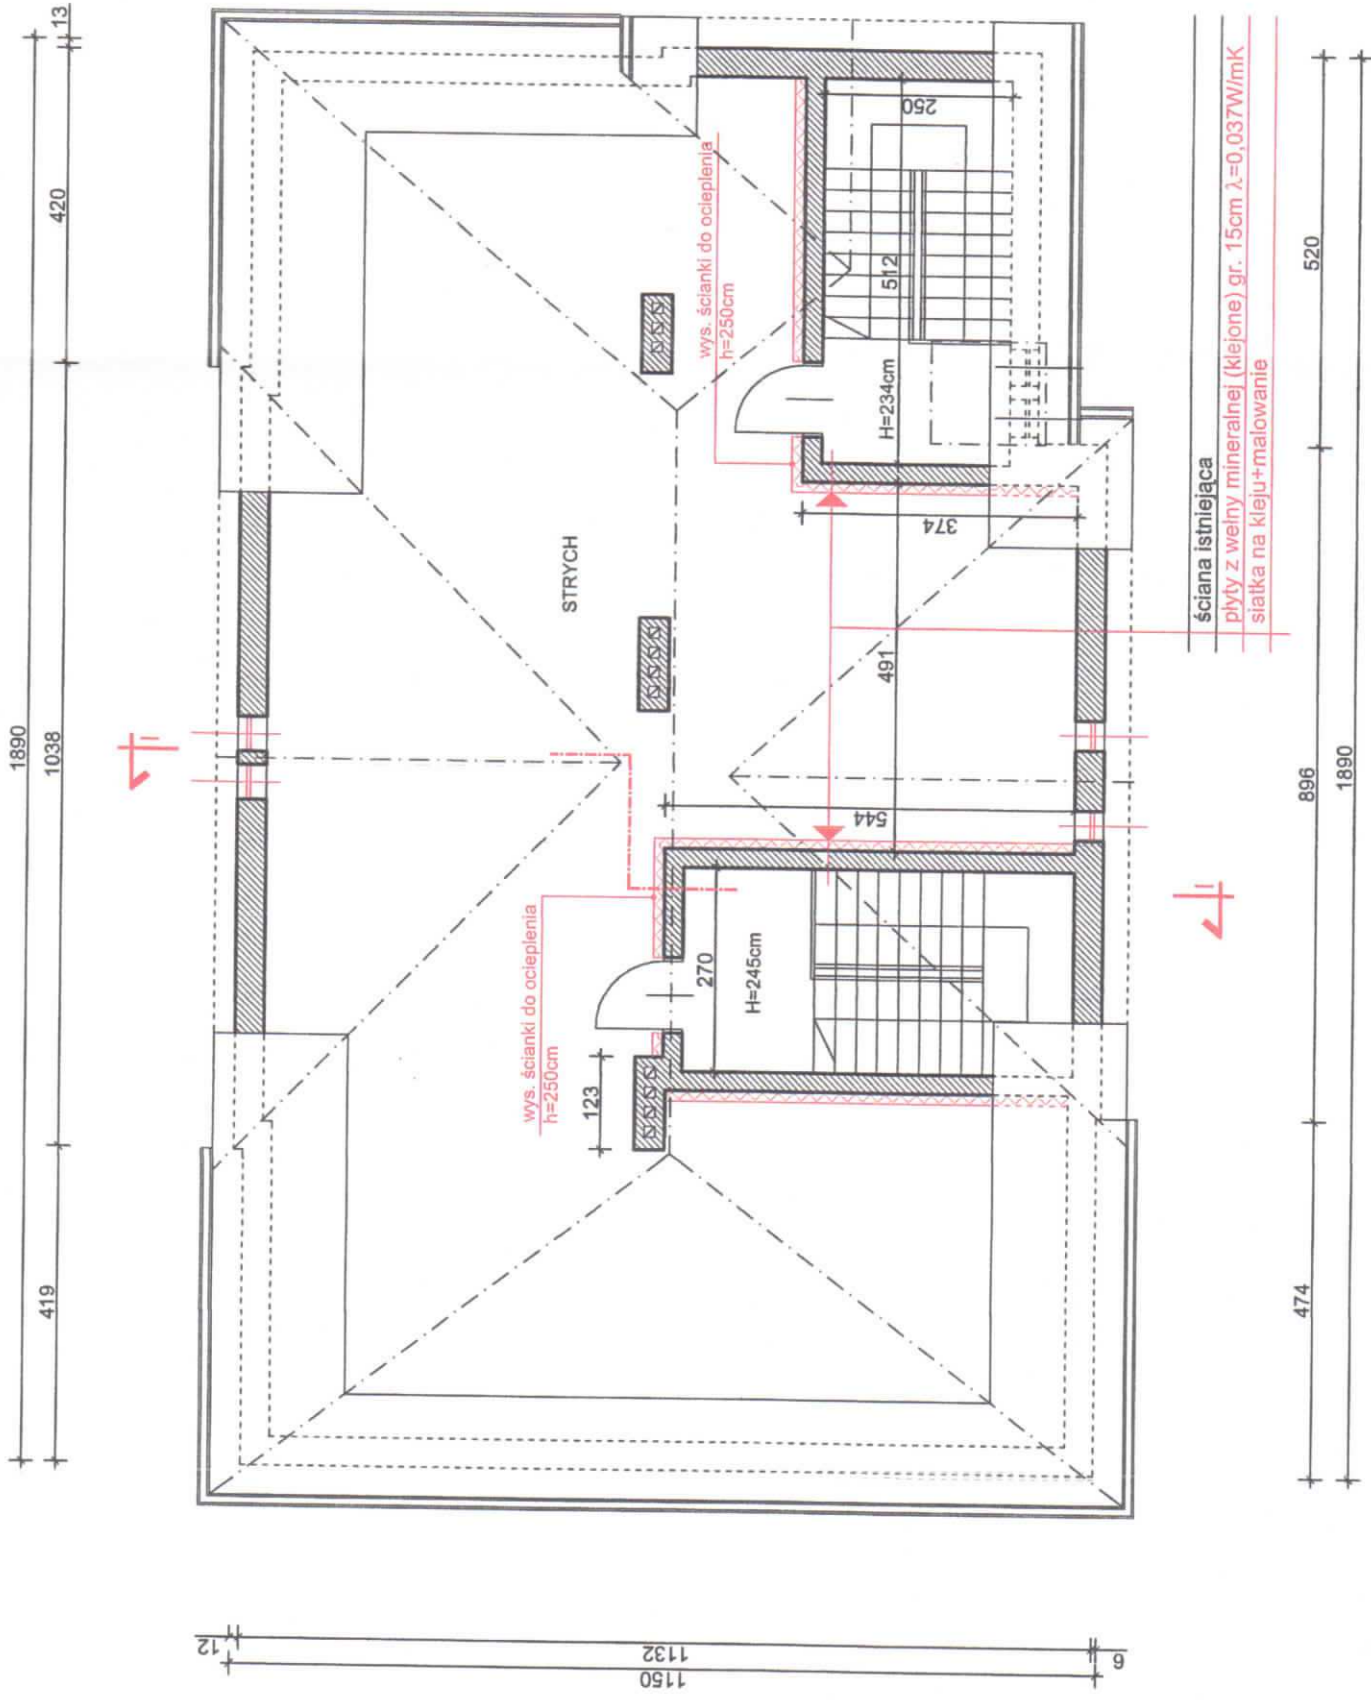 1890
13
420
1038
419
STRYCH
wys. ścianki do ocieplenia
h=250cm
250
512
H=234cm
374
491
544
wys. ścianki do ocieplenia
h=250cm
270
H=245cm
123
I
I
ściana istniejąca
płyty z wełny mineralnej (klejone) gr. 15cm λ=0,037W/mK
siatka na kleju+malowanie
520
896
474
1890
12
1132
6
1150